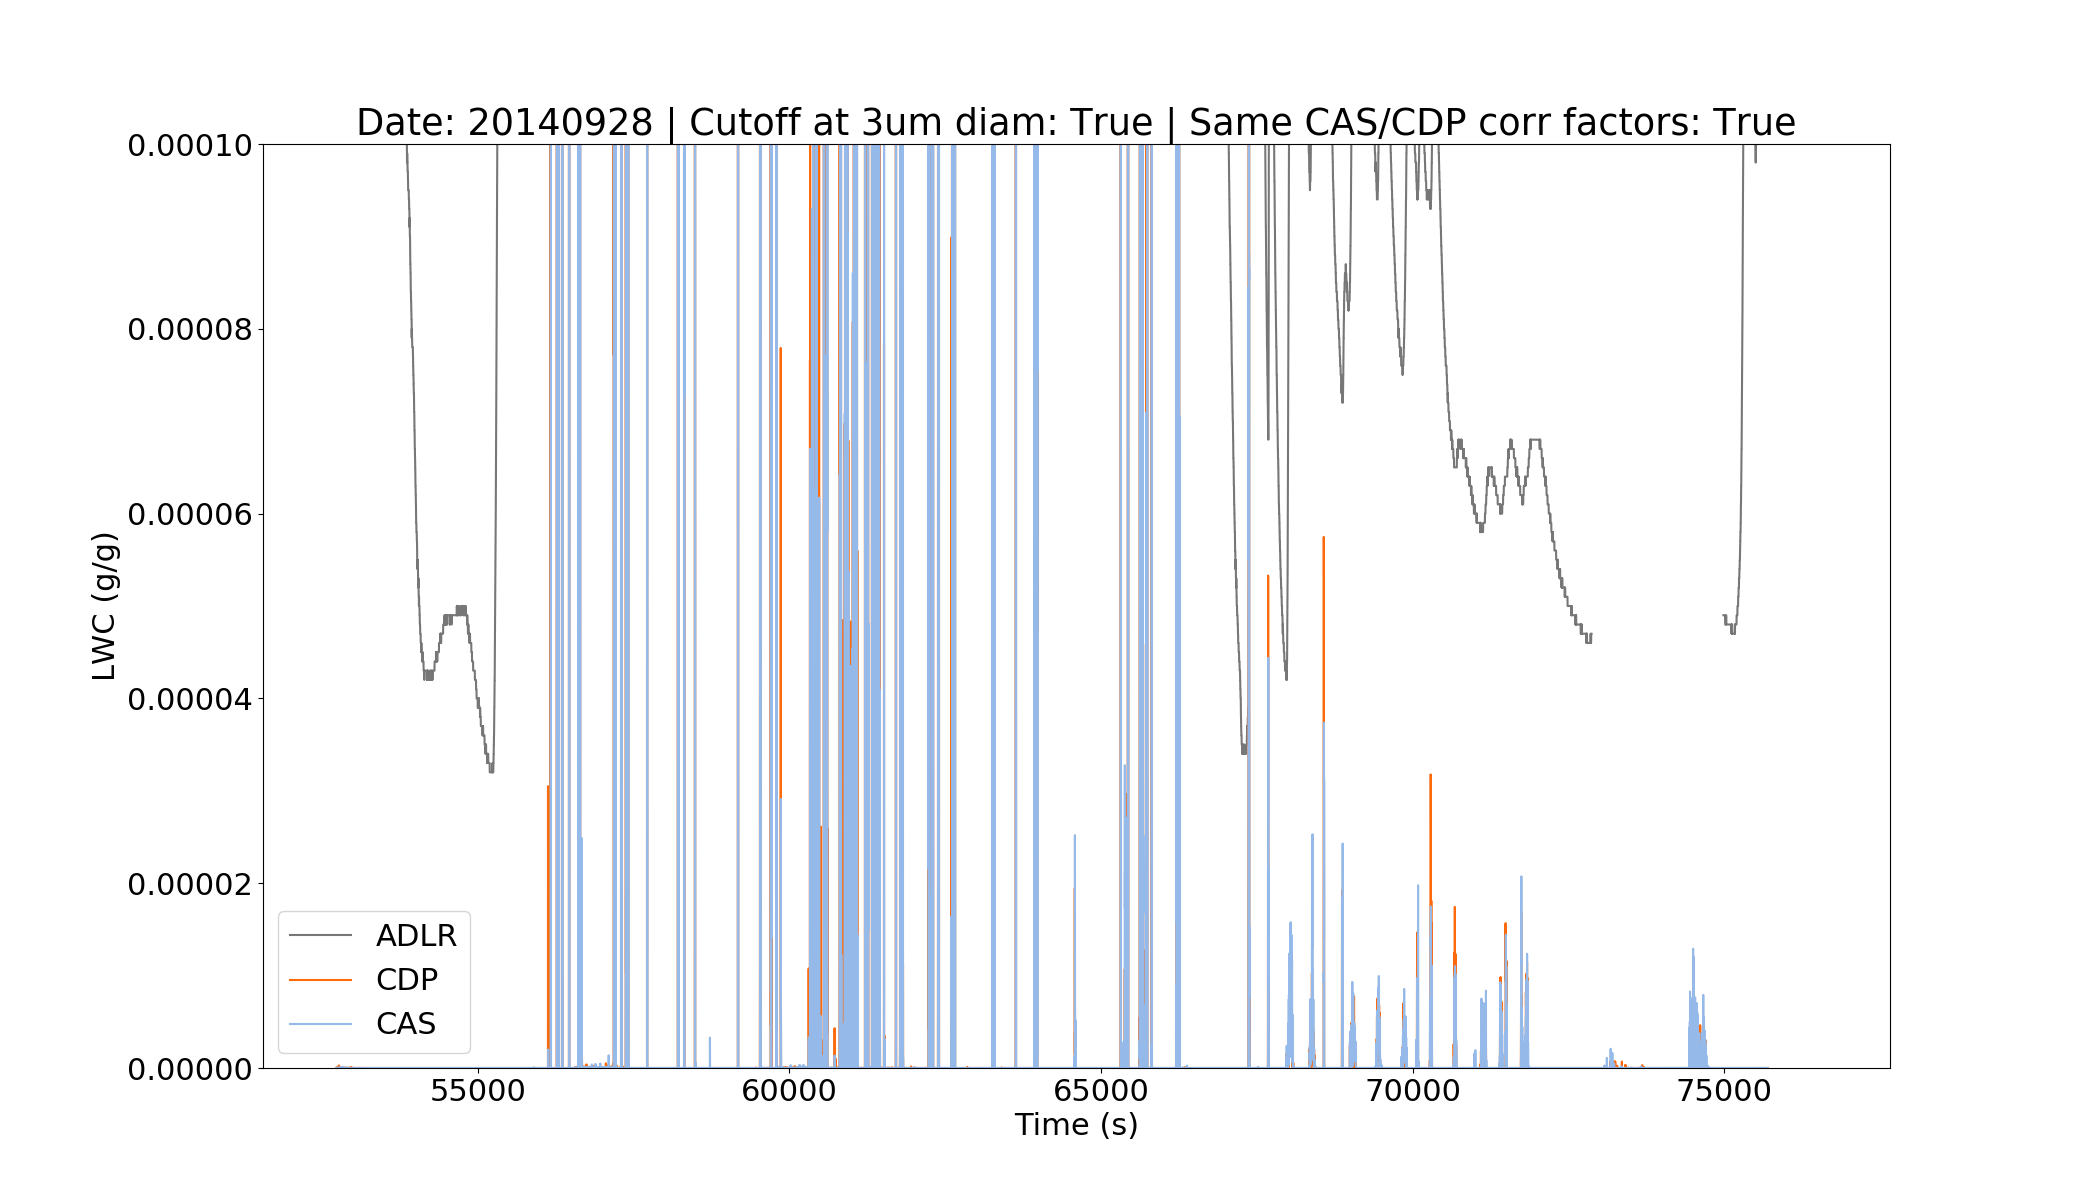 Date: 20140928 | Cutoff at 3um diam: True | Same CAS/CDP corr factors: True
0.00010
0.00008
0.00006
0.00004
0.00002
0.00000
LWC (g/g)
ADLR
CDP
CAS
55000 60000 65000 70000 75000
Time (s)